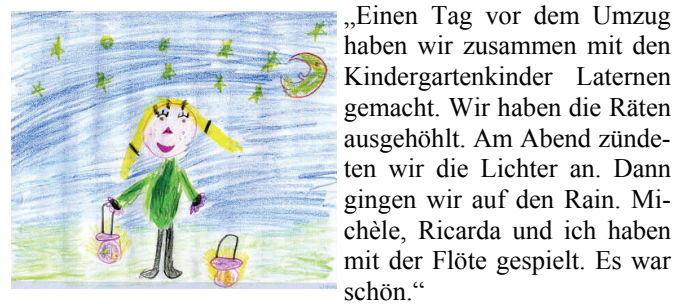 „Einen Tag vor dem Umzug
haben wir zusammen mit den
Kindergartenkinder Laternen
gemacht. Wir haben die Räten
ausgehöhlt. Am Abend zünde-
ten wir die Lichter an. Dann
gingen wir auf den Rain. Mi-
chèle, Ricarda und ich haben
mit der Flöte gespielt. Es war
schön.“